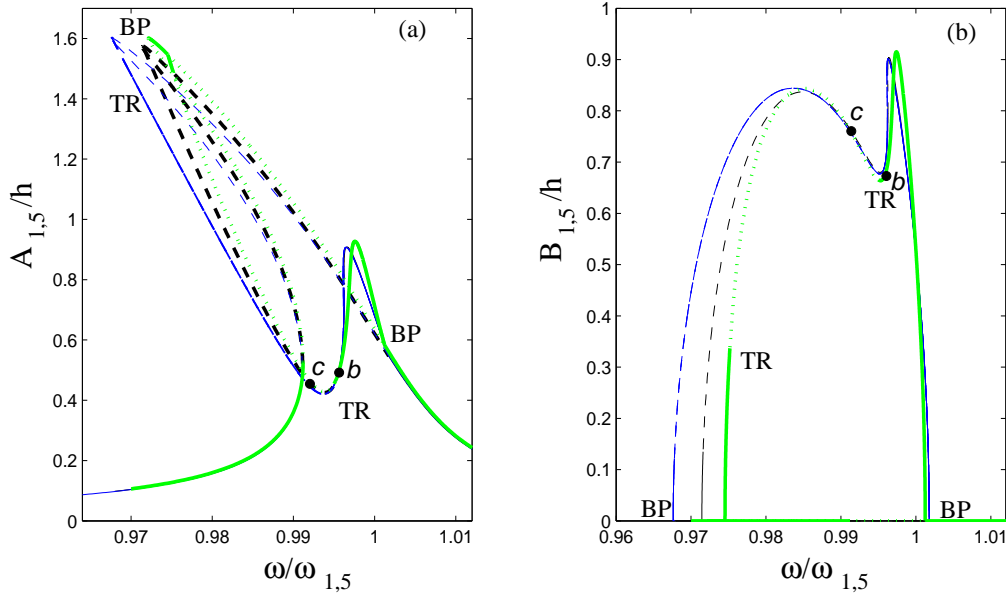 (a)
BP
TR
c
b
TR
BP
1.6
1.4
1.2
1
0.8
0.6
0.4
0.2
0
A 1,5 /h
0.97 0.98 0.99 1 1.01
ω/ω 1,5
(b)
c
b
TR
TR
BP
BP
1
0.9
0.8
0.7
0.6
0.5
0.4
0.3
0.2
0.1
0
B 1,5 /h
0.96 0.97 0.98 0.99 1 1.01
ω/ω 1,5